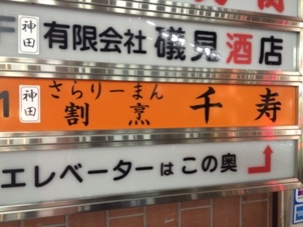 神田 有限会社 礒見酒店
神田 さらりーまん
割烹 千寿
エレベーターは この奥